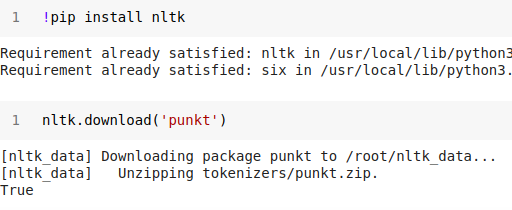 1 !pip install nltk
Requirement already satisfied: nltk in /usr/local/lib/python3
Requirement already satisfied: six in /usr/local/lib/python3.
1 nltk.download('punkt')
[nltk_data] Downloading package punkt to /root/nltk_data...
[nltk_data]   Unzipping tokenizers/punkt.zip.
True